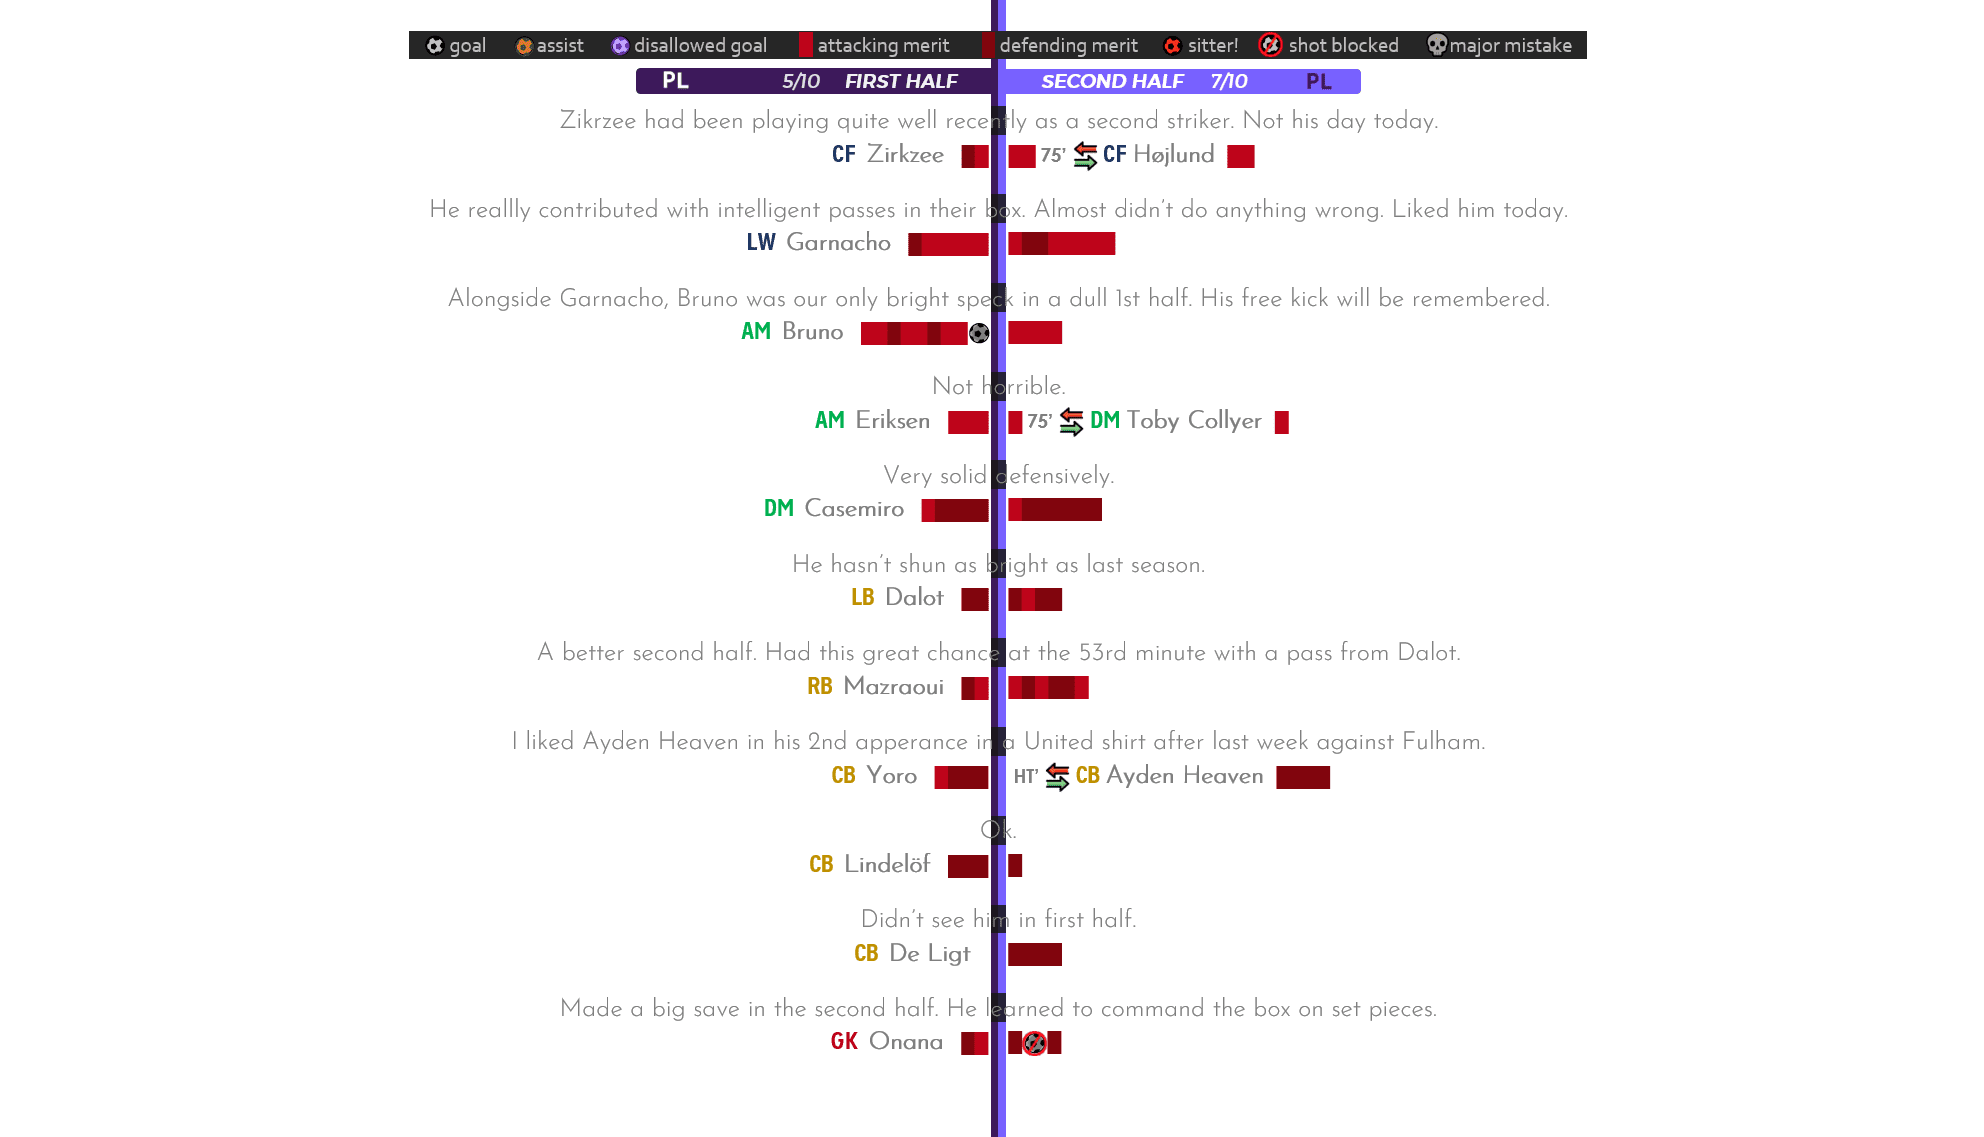 goal assist disallowed goal attacking merit defending merit sitter! shot blocked major mistake
PL 5/10 FIRST HALF SECOND HALF 7/10 PL
Zikrzee had been playing quite well recently as a second striker. Not his day today.
CF Zirkzee 75' CF Højlund
He reallly contributed with intelligent passes in their box. Almost didn't do anything wrong. Liked him today.
LW Garnacho
Alongside Garnacho, Bruno was our only bright speck in a dull 1st half. His free kick will be remembered.
AM Bruno
Not horrible.
AM Eriksen 75' DM Toby Collyer
Very solid defensively.
DM Casemiro
He hasn't shun as bright as last season.
LB Dalot
A better second half. Had this great chance at the 53rd minute with a pass from Dalot.
RB Mazraoui
I liked Ayden Heaven in his 2nd apperance in a United shirt after last week against Fulham.
CB Yoro HT' CB Ayden Heaven
Ok.
CB Lindelöf
Didn't see him in first half.
CB De Ligt
Made a big save in the second half. He learned to command the box on set pieces.
GK Onana